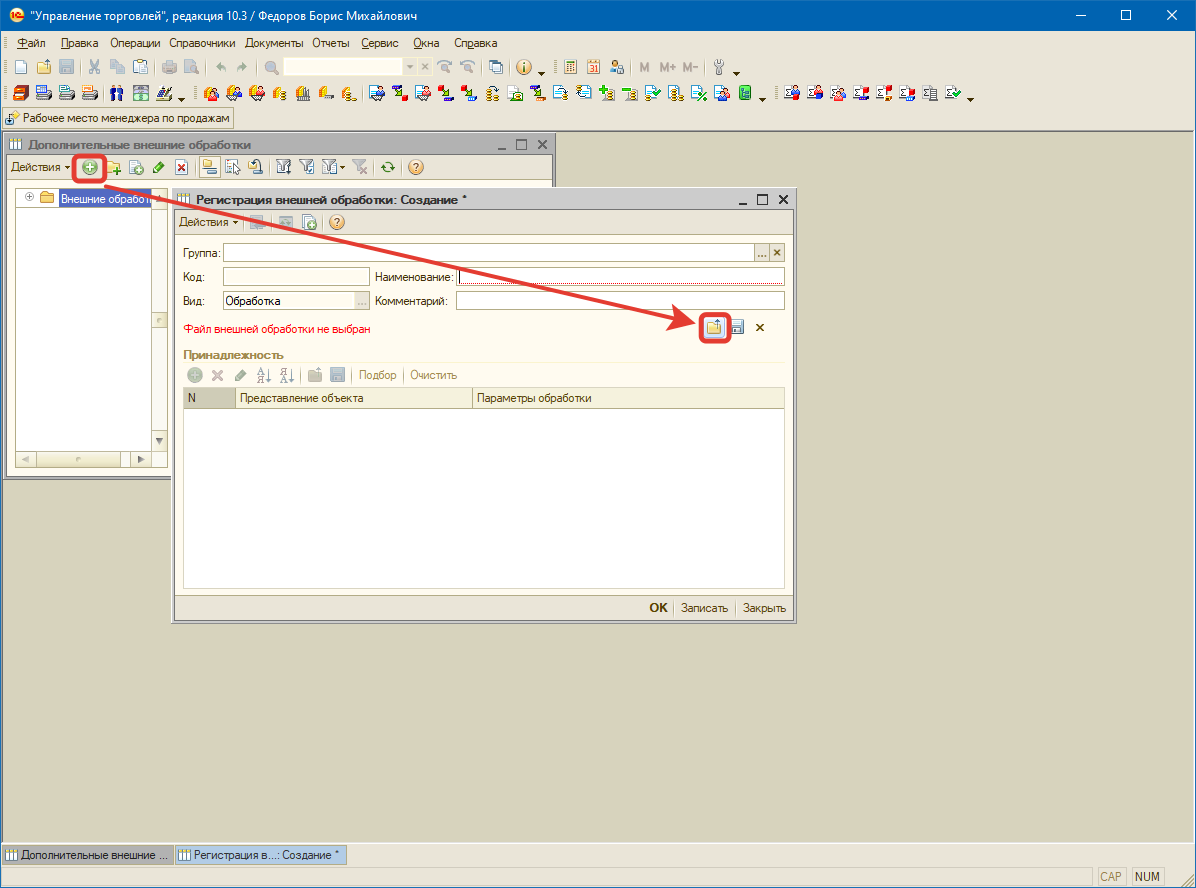 "Управление торговлей", редакция 10.3 / Федоров Борис Михайлович
Файл Правка Операции Справочники Документы Отчеты Сервис Окна Справка
M M+ M-
Рабочее место менеджера по продажам
Дополнительные внешние обработки
Действия
Внешние обработ
Регистрация внешней обработки: Создание *
Действия
Группа:
Код: Наименование:
Вид: Обработка Комментарий:
Файл внешней обработки не выбран
Принадлежность
Подбор Очистить
N Представление объекта Параметры обработки
OK Записать Закрыть
Дополнительные внешние ... Регистрация в...: Создание *
CAP NUM